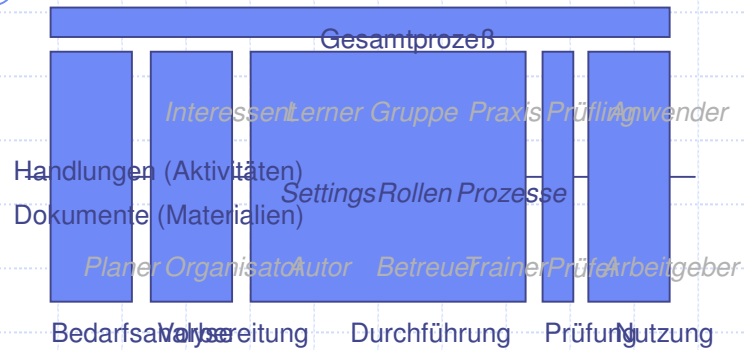 Gesamtprozeß
Interessent Lerner Gruppe Praxis Prüfling Anwender
Handlungen (Aktivitäten)
Settings Rollen Prozesse
Dokumente (Materialien)
Planer Organisator Autor Betreuer Trainer Prüfer Arbeitgeber
Bedarfsanalyse Vorbereitung Durchführung Prüfung Nutzung